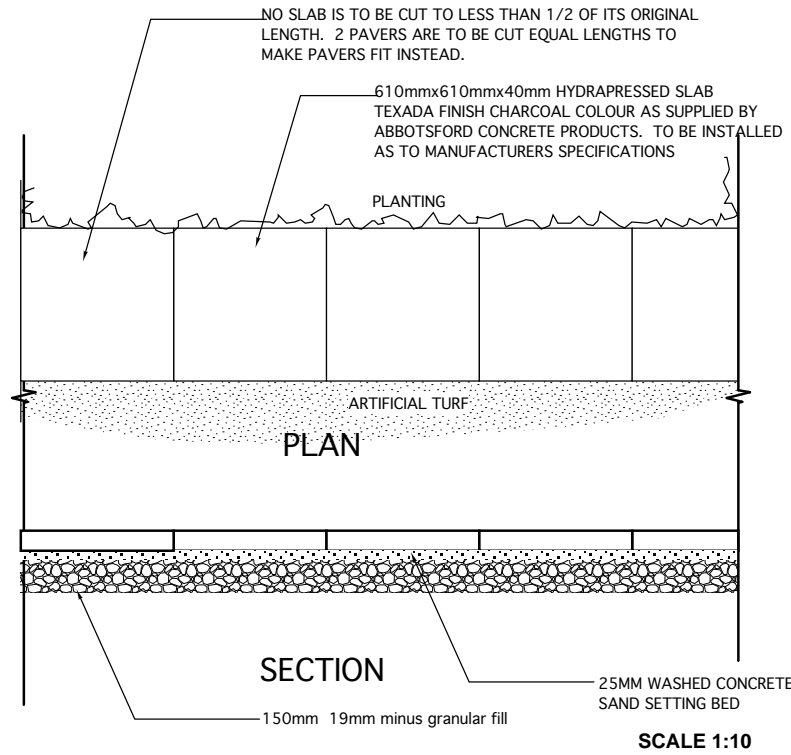 NO SLAB IS TO BE CUT TO LESS THAN 1/2 OF ITS ORIGINAL
LENGTH. 2 PAVERS ARE TO BE CUT EQUAL LENGTHS TO
MAKE PAVERS FIT INSTEAD.
610mmx610mmx40mm HYDRAPRESSED SLAB
TEXADA FINISH CHARCOAL COLOUR AS SUPPLIED BY
ABBOTSFORD CONCRETE PRODUCTS. TO BE INSTALLED
AS TO MANUFACTURERS SPECIFICATIONS
PLANTING
ARTIFICIAL TURF
PLAN
SECTION
25MM WASHED CONCRETE
SAND SETTING BED
150mm 19mm minus granular fill
SCALE 1:10